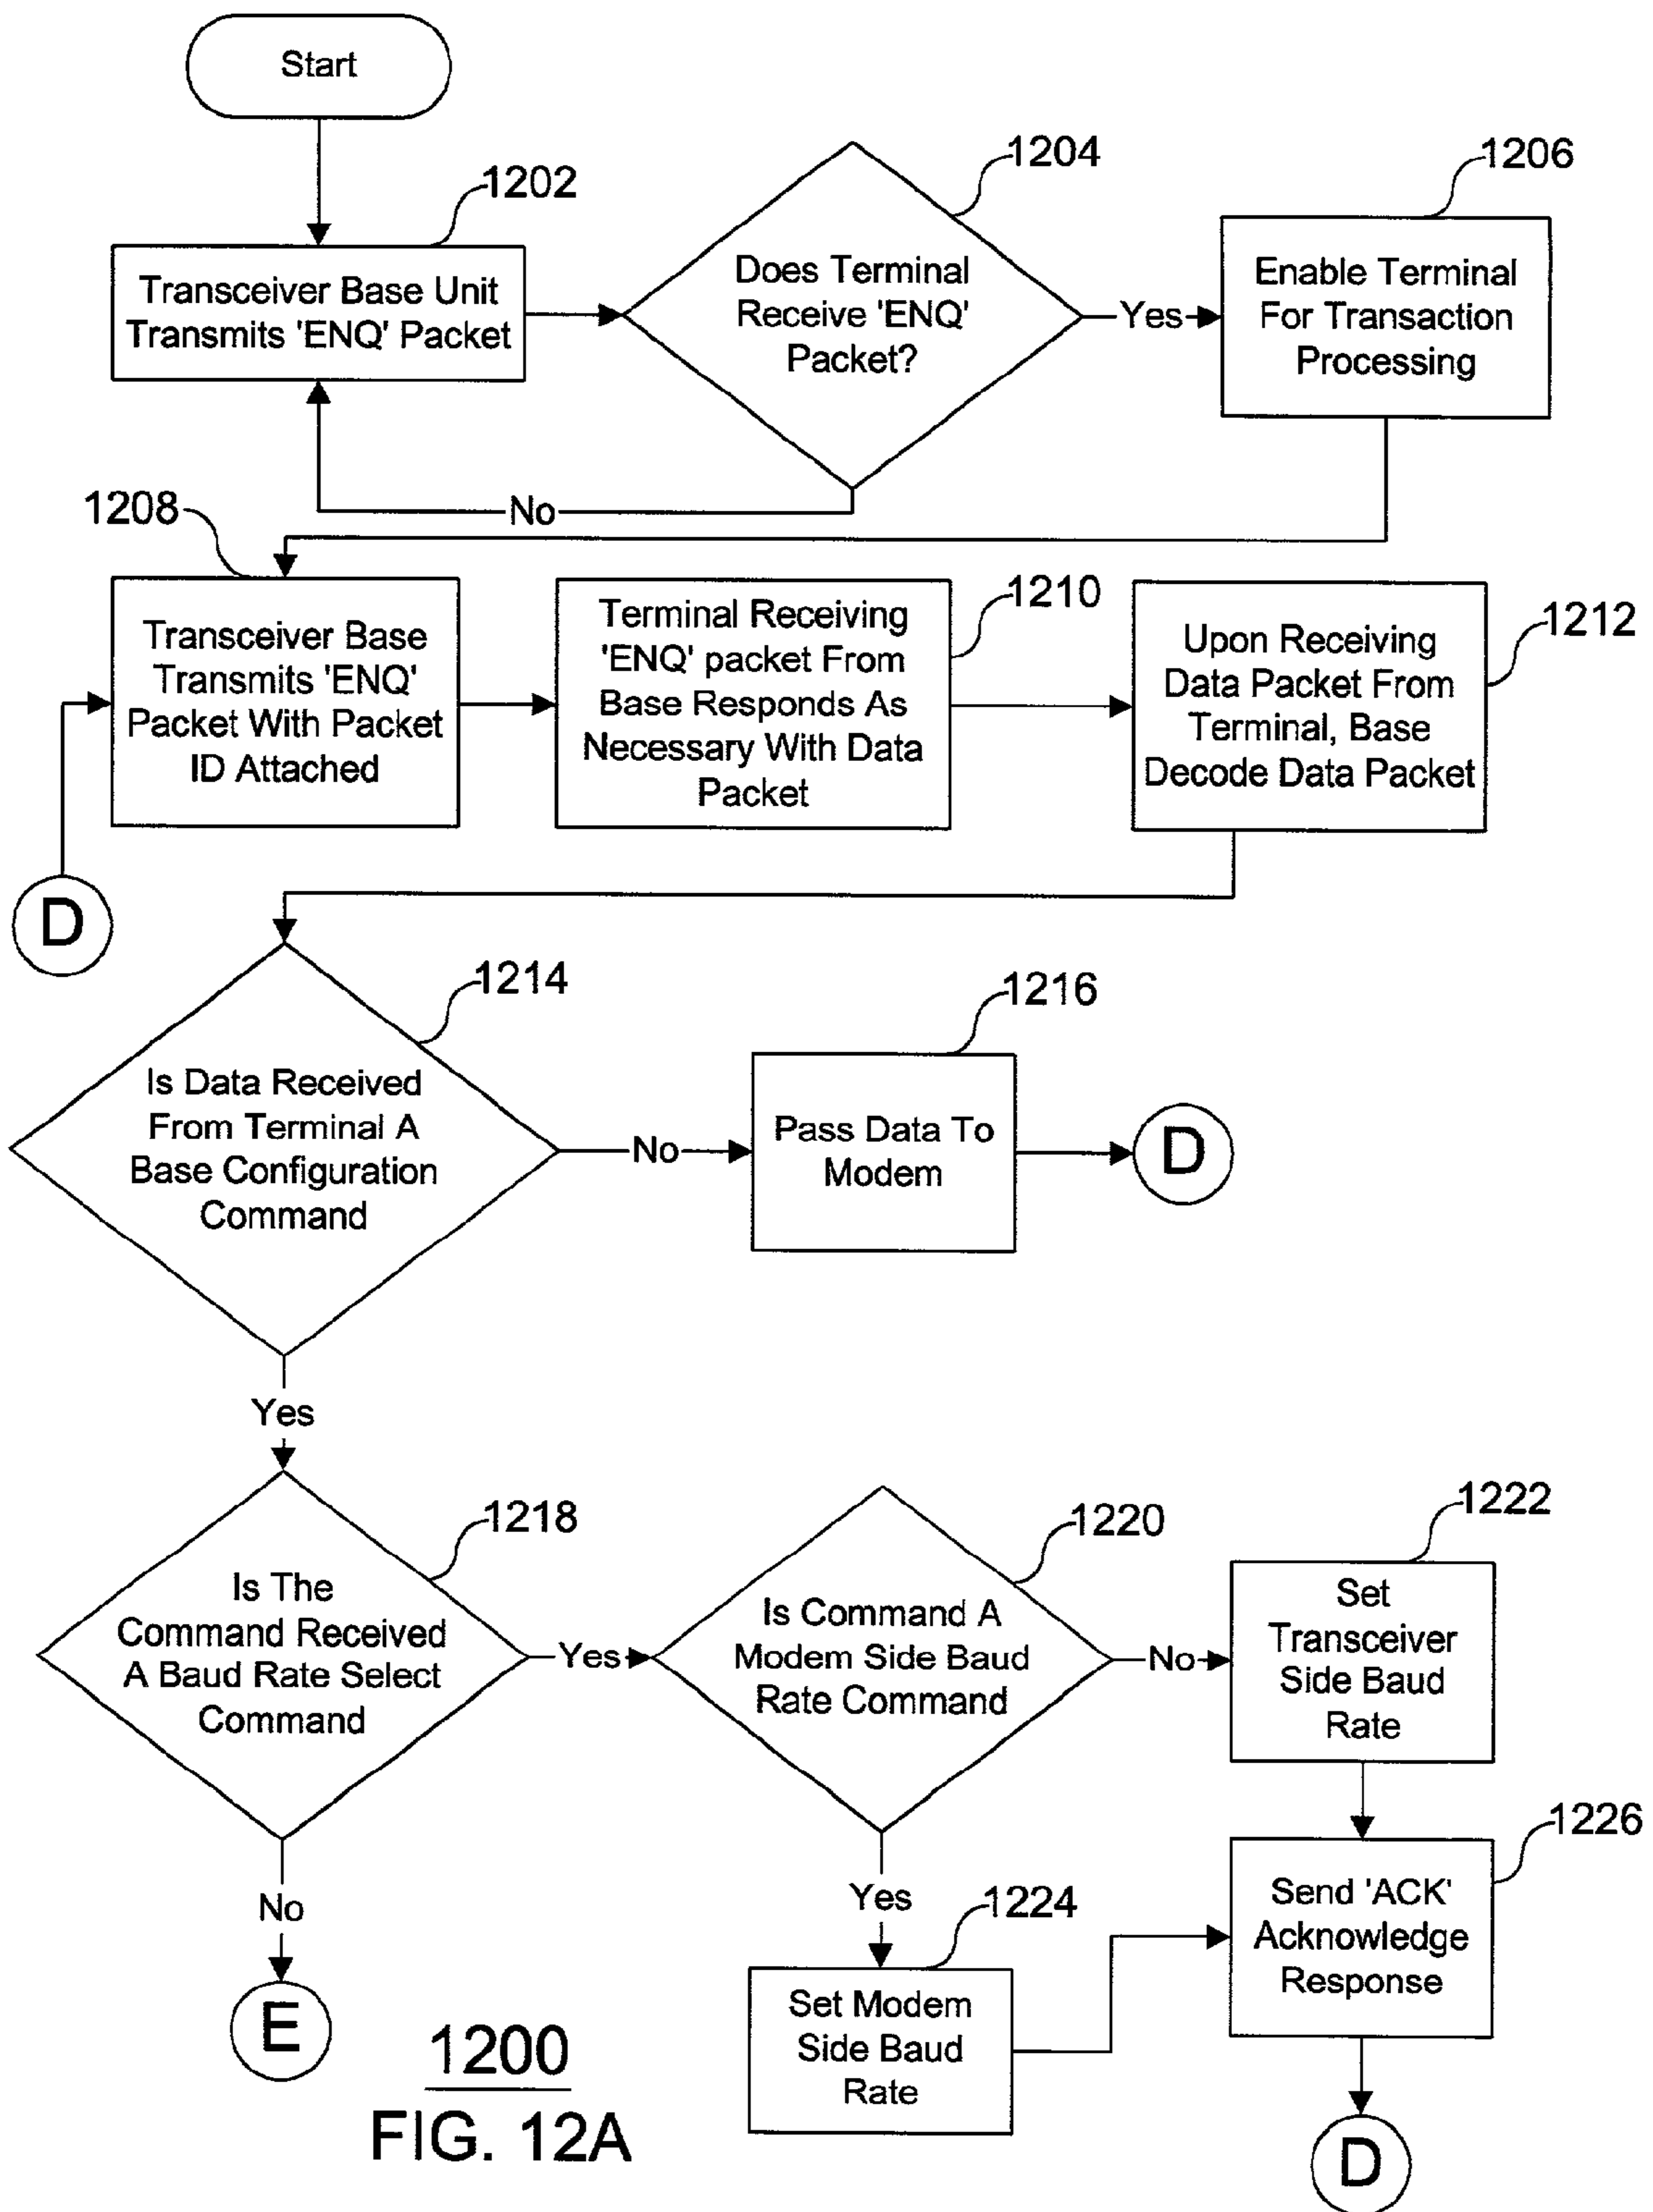 Start
1202
Transceiver Base Unit
Transmits 'ENQ' Packet
1204
Does Terminal
Receive 'ENQ'
Packet?
Yes
1206
Enable Terminal
For Transaction
Processing
No
1208
Transceiver Base
Transmits 'ENQ'
Packet With Packet
ID Attached
1210
Terminal Receiving
'ENQ' packet From
Base Responds As
Necessary With Data
Packet
1212
Upon Receiving
Data Packet From
Terminal, Base
Decode Data Packet
D
1214
Is Data Received
From Terminal A
Base Configuration
Command
No
1216
Pass Data To
Modem
D
Yes
1218
Is The
Command Received
A Baud Rate Select
Command
Yes
1220
Is Command A
Modem Side Baud
Rate Command
No
1222
Set
Transceiver
Side Baud
Rate
No
E
Yes
1224
Set Modem
Side Baud
Rate
1226
Send 'ACK'
Acknowledge
Response
D
1200
FIG. 12A